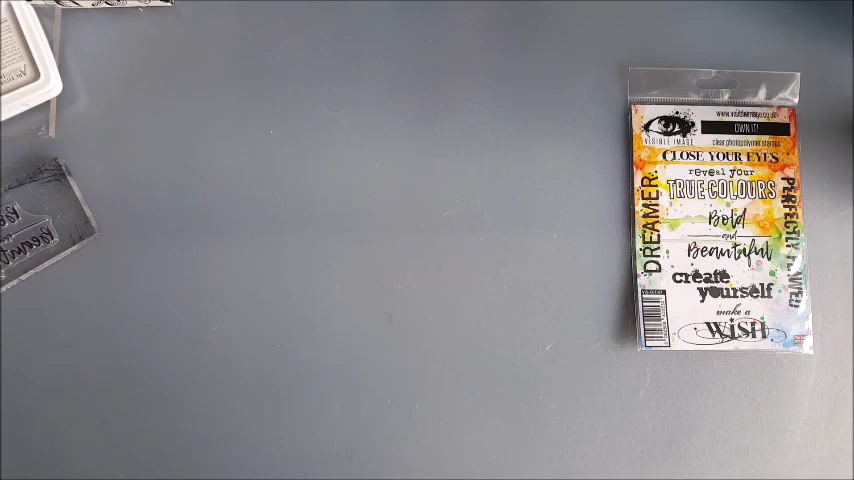 www.visibleimage.co.uk
OWN IT!
VISIBLE IMAGE
clear photopolymer stamps
CLOSE YOUR EYES
reveal your
TRUE COLOURS
DREAMER
PERFECTLY FLAWED
Bold
and
Beautiful
create
yourself
make a
WiSH